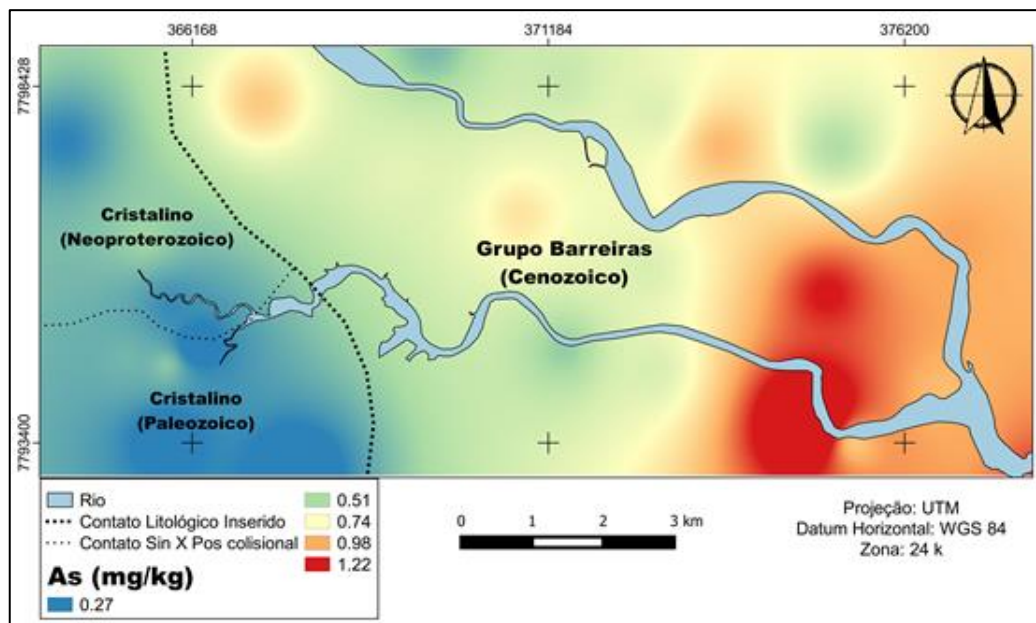 366168
371184
376200
7798428
Cristalino
(Neoproterozoico)
Grupo Barreiras
(Cenozoico)
Cristalino
(Paleozoico)
7793400
Rio
Contato Litológico Inserido
Contato Sin X Pos colisional
As (mg/kg)
0.27
0.51
0.74
0.98
1.22
0 1 2 3 km
Projeção: UTM
Datum Horizontal: WGS 84
Zona: 24 k